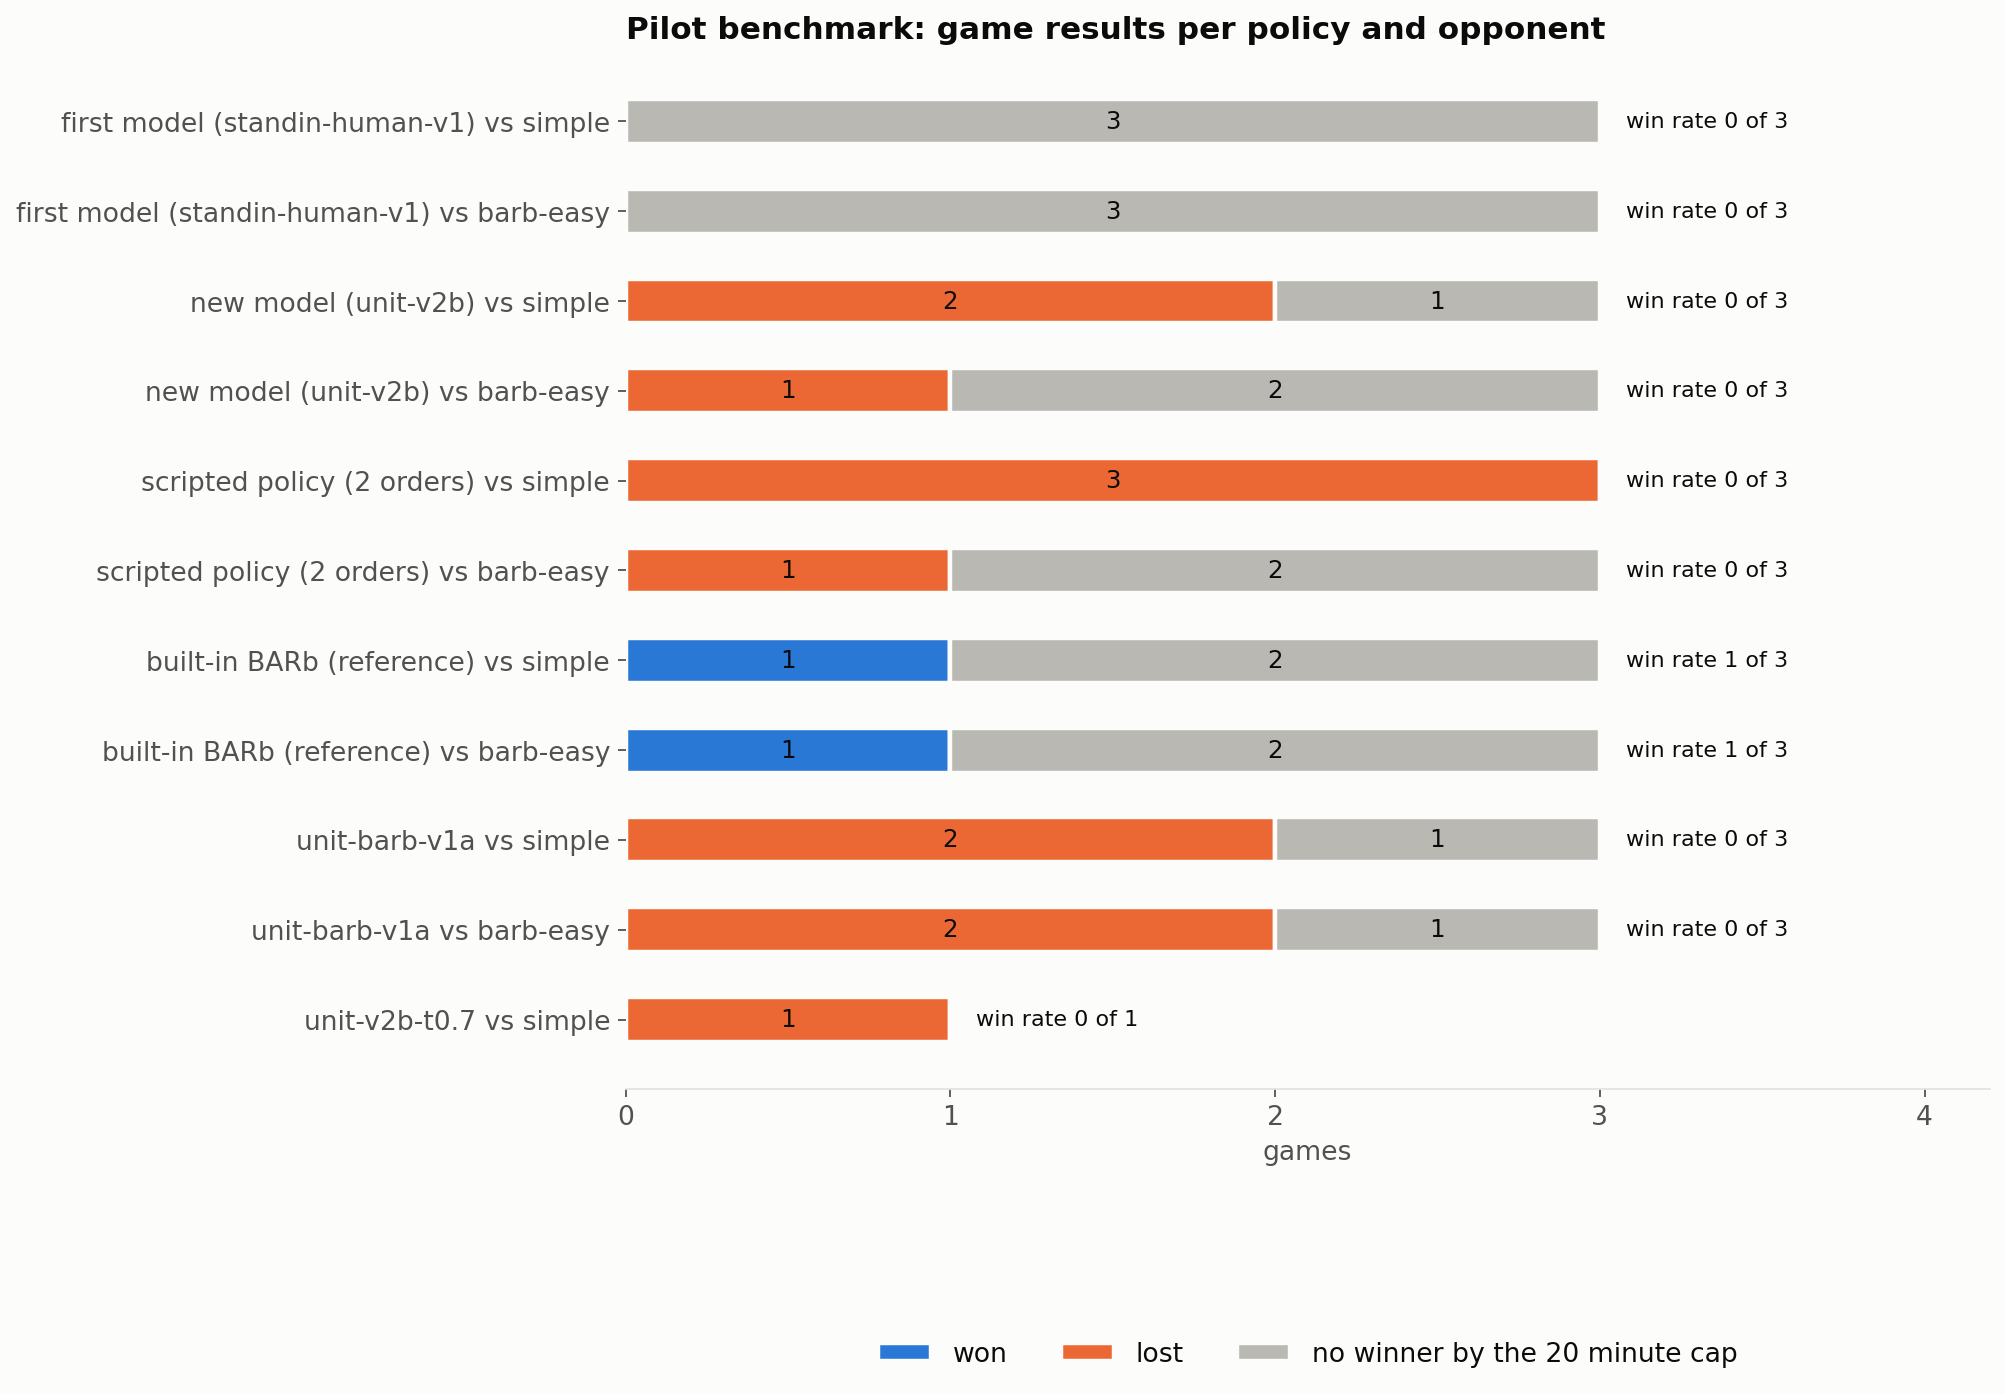 Pilot benchmark: game results per policy and opponent
first model (standin-human-v1) vs simple 3 win rate 0 of 3
first model (standin-human-v1) vs barb-easy 3 win rate 0 of 3
new model (unit-v2b) vs simple 2 1 win rate 0 of 3
new model (unit-v2b) vs barb-easy 1 2 win rate 0 of 3
scripted policy (2 orders) vs simple 3 win rate 0 of 3
scripted policy (2 orders) vs barb-easy 1 2 win rate 0 of 3
built-in BARb (reference) vs simple 1 2 win rate 1 of 3
built-in BARb (reference) vs barb-easy 1 2 win rate 1 of 3
unit-barb-v1a vs simple 2 1 win rate 0 of 3
unit-barb-v1a vs barb-easy 2 1 win rate 0 of 3
unit-v2b-t0.7 vs simple 1 win rate 0 of 1
0 1 2 3 4
games
won lost no winner by the 20 minute cap